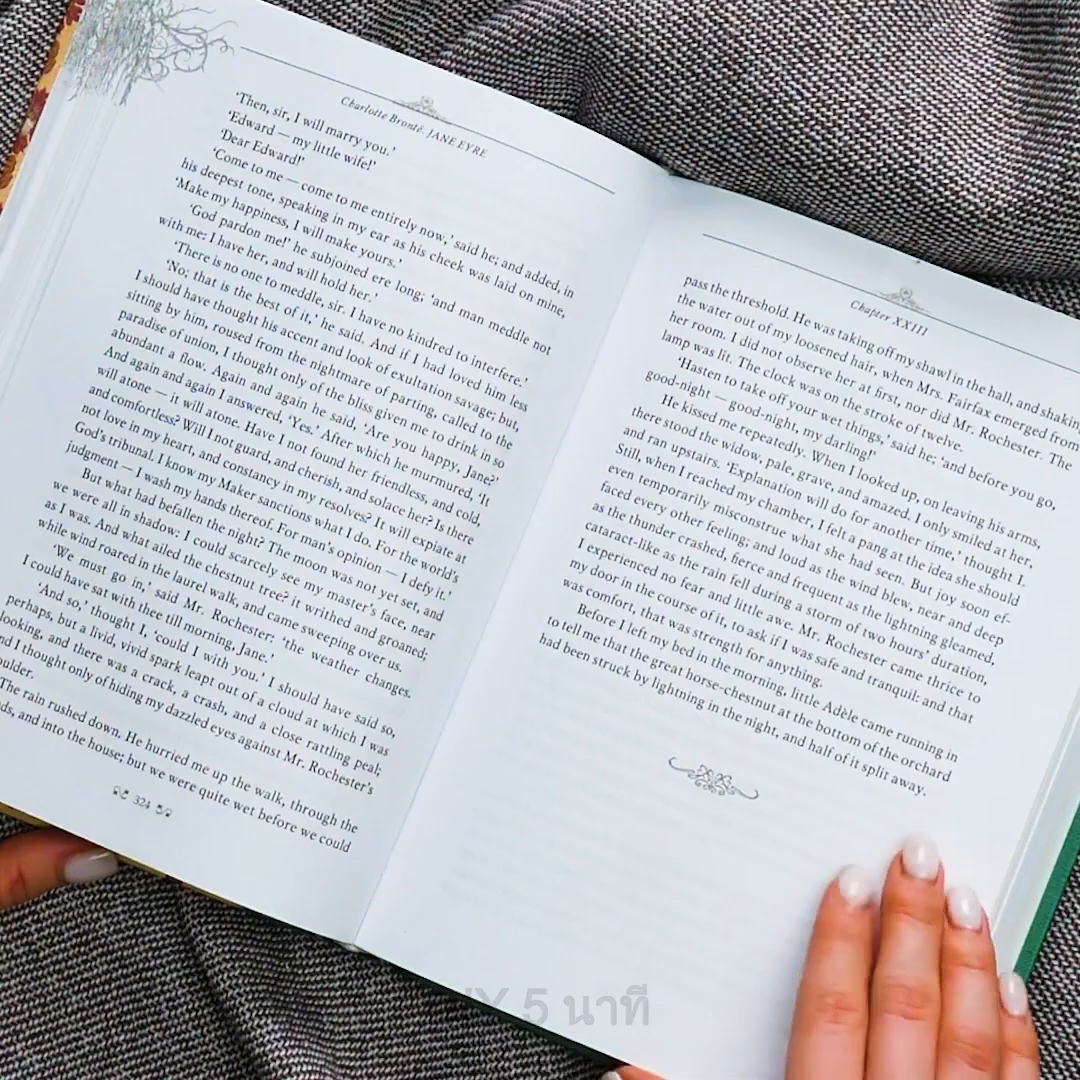 Charlotte Brontë. JANE EYRE
'Then, sir, I will marry you.'
'Edward — my little wife!'
'Dear Edward!'
'Come to me — come to me entirely now,' said he; and added, in
his deepest tone, speaking in my ear as his cheek was laid on mine,
'Make my happiness, I will make yours.'
'God pardon me!' he subjoined ere long; 'and man meddle not
with me: I have her, and will hold her.'
'There is no one to meddle, sir. I have no kindred to interfere.'
'No; that is the best of it,' he said. And if I had loved him less
I should have thought his accent and look of exultation savage; but,
sitting by him, roused from the nightmare of parting, called to the
paradise of union, I thought only of the bliss given me to drink in so
abundant a flow. Again and again he said, 'Are you happy, Jane?'
And again and again I answered, 'Yes.' After which he murmured, 'It
will atone — it will atone. Have I not found her friendless, and cold,
and comfortless? Will I not guard, and cherish, and solace her? Is there
not love in my heart, and constancy in my resolves? It will expiate at
God's tribunal. I know my Maker sanctions what I do. For the world's
judgment — I wash my hands thereof. For man's opinion — I defy it.'
But what had befallen the night? The moon was not yet set, and
we were all in shadow: I could scarcely see my master's face, near
as I was. And what ailed the chestnut tree? it writhed and groaned;
while wind roared in the laurel walk, and came sweeping over us.
'We must go in,' said Mr. Rochester: 'the weather changes.
I could have sat with thee till morning, Jane.'
'And so,' thought I, 'could I with you.' I should have said so,
perhaps, but a livid, vivid spark leapt out of a cloud at which I was
looking, and there was a crack, a crash, and a close rattling peal;
and I thought only of hiding my dazzled eyes against Mr. Rochester's
The rain rushed down. He hurried me up the walk, through the
and into the house; but we were quite wet before we could
324
Chapter XXIII
pass the threshold. He was taking off my shawl in the hall, and shaking
the water out of my loosened hair, when Mrs. Fairfax emerged from
her room. I did not observe her at first, nor did Mr. Rochester. The
lamp was lit. The clock was on the stroke of twelve.
'Hasten to take off your wet things,' said he; 'and before you go,
good-night — good-night, my darling!'
He kissed me repeatedly. When I looked up, on leaving his arms,
there stood the widow, pale, grave, and amazed. I only smiled at her,
and ran upstairs. 'Explanation will do for another time,' thought I.
Still, when I reached my chamber, I felt a pang at the idea she should
even temporarily misconstrue what she had seen. But joy soon ef-
faced every other feeling; and loud as the wind blew, near and deep
as the thunder crashed, fierce and frequent as the lightning gleamed,
cataract-like as the rain fell during a storm of two hours' duration,
I experienced no fear and little awe. Mr. Rochester came thrice to
my door in the course of it, to ask if I was safe and tranquil: and that
was comfort, that was strength for anything.
Before I left my bed in the morning, little Adèle came running in
to tell me that the great horse-chestnut at the bottom of the orchard
had been struck by lightning in the night, and half of it split away.
5 นาที